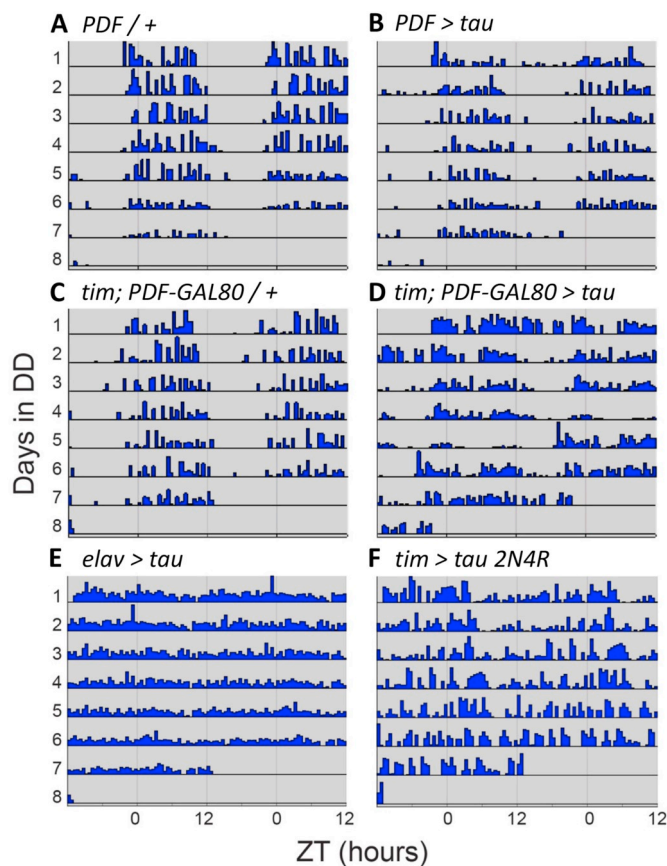 A PDF / +
B PDF > tau
1
2
3
4
5
6
7
8
C tim; PDF-GAL80 / +
D tim; PDF-GAL80 > tau
1
2
3
4
5
6
7
8
Days in DD
E elav > tau
F tim > tau 2N4R
1
2
3
4
5
6
7
8
0 12 0 12
0 12 0 12
ZT (hours)